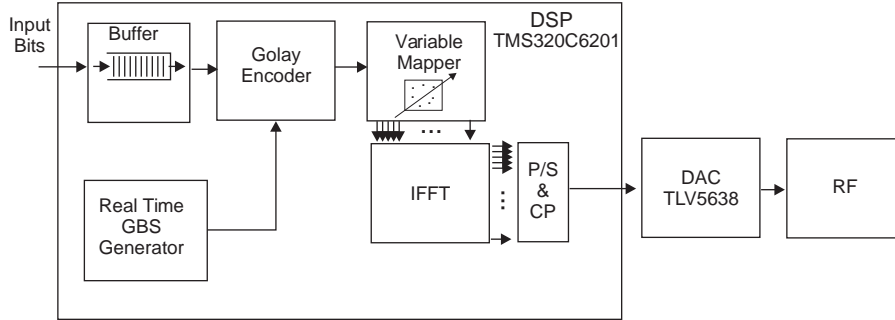 Input
Bits
Buffer
Golay
Encoder
Variable
Mapper
DSP
TMS320C6201
...
Real Time
GBS
Generator
IFFT
...
P/S
&
CP
DAC
TLV5638
RF